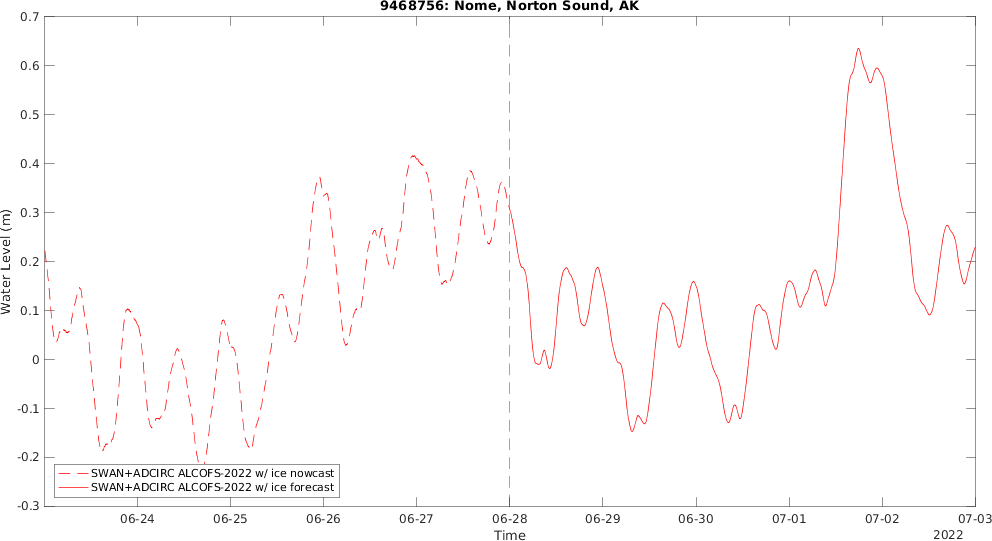 9468756: Nome, Norton Sound, AK
0.7
0.6
0.5
0.4
0.3
0.2
0.1
0
-0.1
-0.2
-0.3
Water Level (m)
SWAN+ADCIRC ALCOFS-2022 w/ ice nowcast
SWAN+ADCIRC ALCOFS-2022 w/ ice forecast
06-24 06-25 06-26 06-27 06-28 06-29 06-30 07-01 07-02 07-03
Time
2022